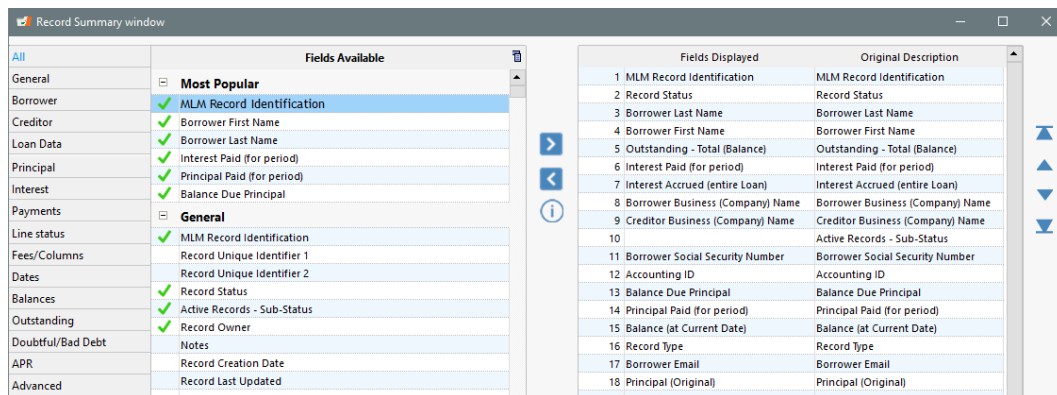 Record Summary window
All
General
Borrower
Creditor
Loan Data
Principal
Interest
Payments
Line status
Fees/Columns
Dates
Balances
Outstanding
Doubtful/Bad Debt
APR
Advanced
Fields Available
Most Popular
MLM Record Identification
Borrower First Name
Borrower Last Name
Interest Paid (for period)
Principal Paid (for period)
Balance Due Principal
General
MLM Record Identification
Record Unique Identifier 1
Record Unique Identifier 2
Record Status
Active Records - Sub-Status
Record Owner
Notes
Record Creation Date
Record Last Updated
Fields Displayed Original Description
1 MLM Record Identification MLM Record Identification
2 Record Status Record Status
3 Borrower Last Name Borrower Last Name
4 Borrower First Name Borrower First Name
5 Outstanding - Total (Balance) Outstanding - Total (Balance)
6 Interest Paid (for period) Interest Paid (for period)
7 Interest Accrued (entire Loan) Interest Accrued (entire Loan)
8 Borrower Business (Company) Name Borrower Business (Company) Name
9 Creditor Business (Company) Name Creditor Business (Company) Name
10 Active Records - Sub-Status
11 Borrower Social Security Number Borrower Social Security Number
12 Accounting ID Accounting ID
13 Balance Due Principal Balance Due Principal
14 Principal Paid (for period) Principal Paid (for period)
15 Balance (at Current Date) Balance (at Current Date)
16 Record Type Record Type
17 Borrower Email Borrower Email
18 Principal (Original) Principal (Original)